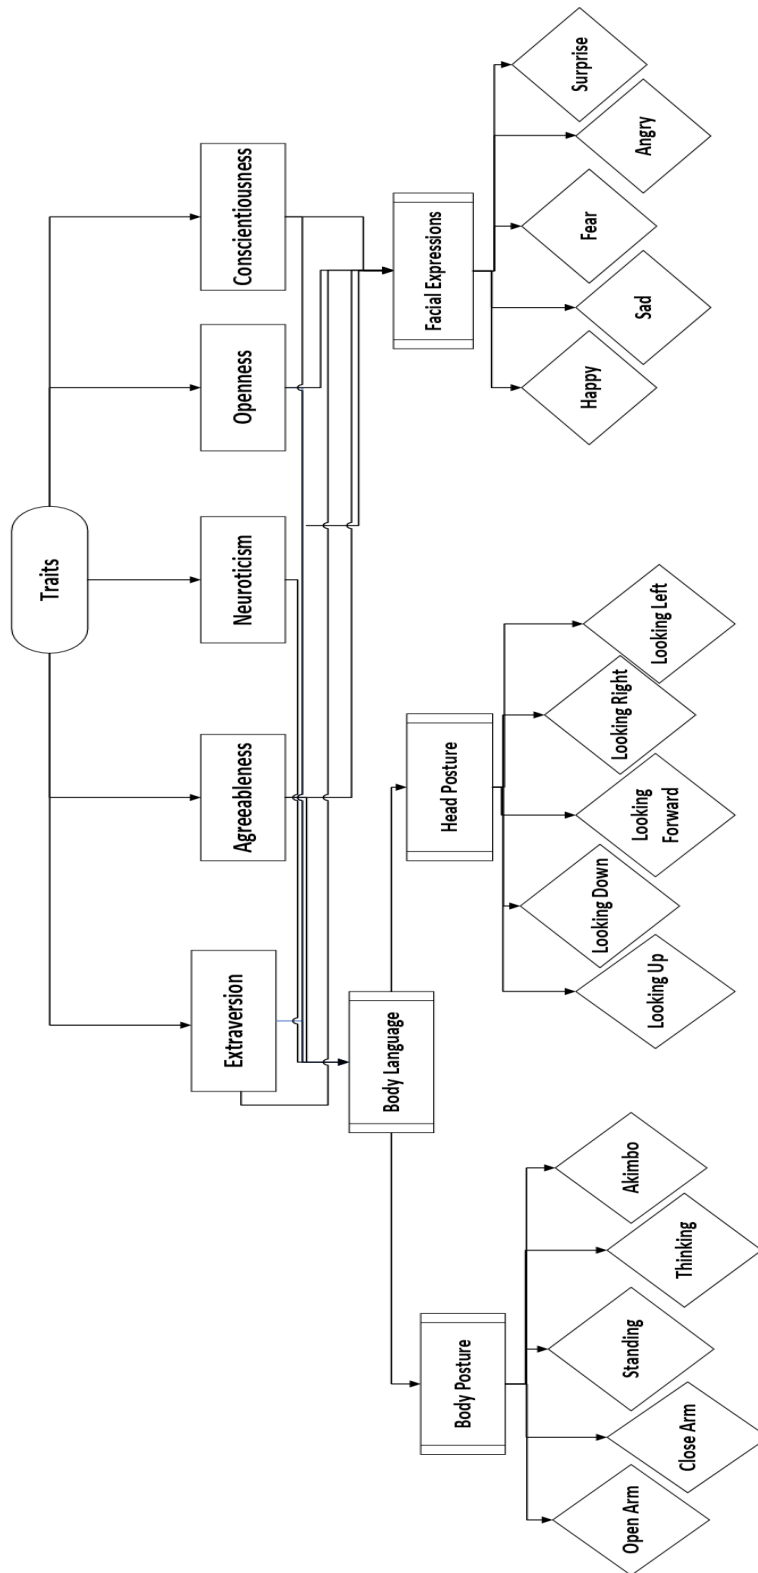 Traits
Extraversion
Agreeableness
Neuroticism
Openness
Conscientiousness
Body Language
Facial Expressions
Body Posture
Head Posture
Open Arm
Close Arm
Standing
Thinking
Akimbo
Looking Up
Looking Down
Looking
Forward
Looking Right
Looking Left
Happy
Sad
Fear
Angry
Surprise